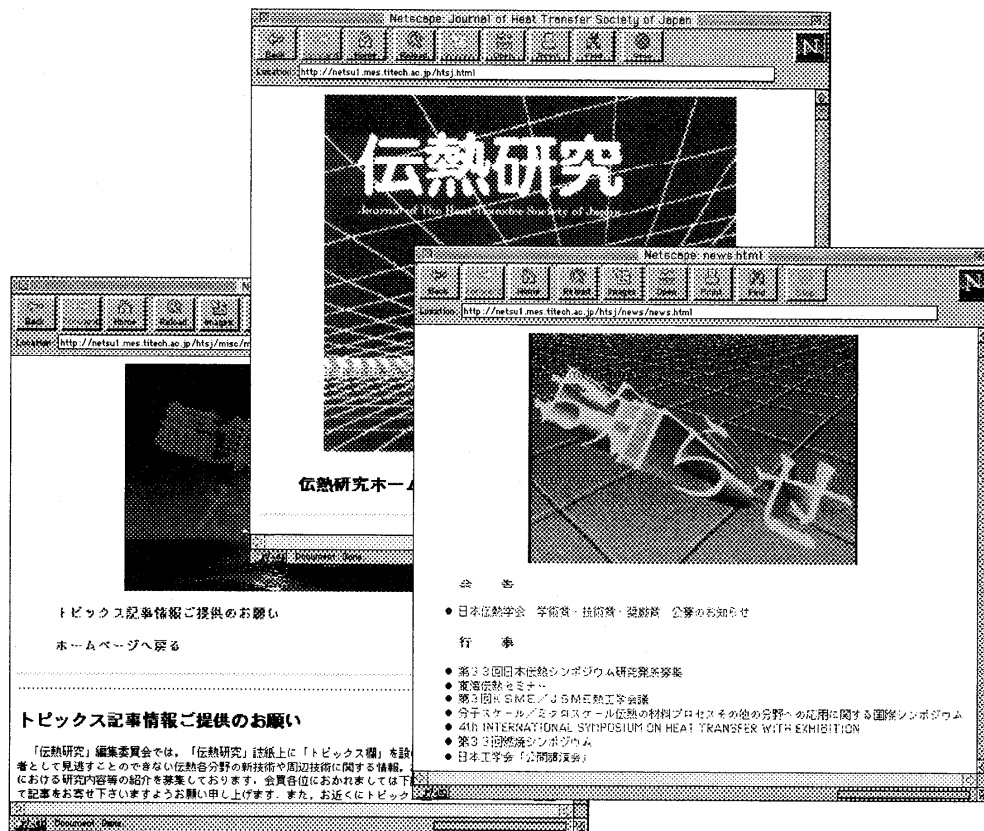 Netscape: Journal of Heat Transfer Society of Japan
Back
Home
Reload
Location: http://netsu1.mes.titech.ac.jp/htsj.html
伝熱研究
Journal of The Heat Transfer Society of Japan
伝熱研究ホーム
Document Done.
Netscape: news.html
Back
Home
Reload
Images
Open
Print
Find
Location: http://netsu1.mes.titech.ac.jp/htsj/news/news.html
お知らせ
会 告
● 日本伝熱学会 学術賞・技術賞・奨励賞 公募のお知らせ
行 事
● 第33回日本伝熱シンポジウム研究発表募集
● 東海伝熱セミナー
● 第3回KSME/JSME熱工学会議
● 分子スケール/ミクロスケール伝熱の材料プロセスその他の分野への応用に関する国際シンポジウム
● 4th INTERNATIONAL SYMPOSIUM ON HEAT TRANSFER WITH EXHIBITION
● 第33回燃焼シンポジウム
● 日本工学会「公開講演会」
N
Back
Home
Reload
Images
Location: http://netsu1.mes.titech.ac.jp/htsj/misc/m
トピックス記事情報ご提供のお願い
ホームページへ戻る
トピックス記事情報ご提供のお願い
「伝熱研究」編集委員会では、「伝熱研究」誌紙上に「トピックス欄」を設
者として見逃すことのできない伝熱各分野の新技術や周辺技術に関する情報、
における研究内容等の紹介を募集しております。会員各位におかれましては下
て記事をお寄せ下さいますようお願い申し上げます。また、お近くにトピック
Document Done.